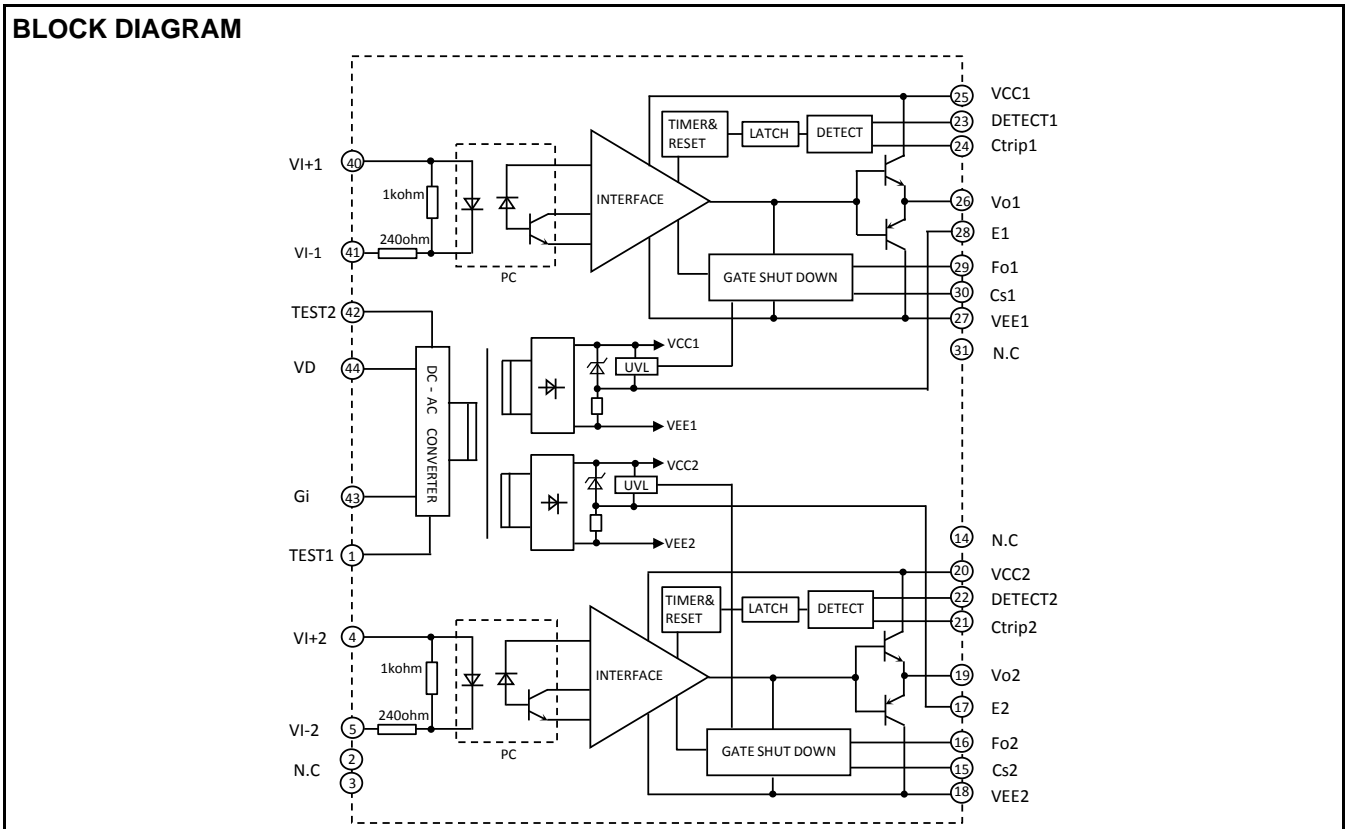 BLOCK DIAGRAM
25 VCC1
TIMER&
RESET
LATCH
DETECT
23 DETECT1
24 Ctrip1
VI+1 40
1kohm
INTERFACE
26 Vo1
28 E1
VI-1 41
240ohm
PC
GATE SHUT DOWN
29 Fo1
30 Cs1
27 VEE1
TEST2 42
31 N.C
VCC1
UVL
VD 44
DC - AC CONVERTER
VEE1
VCC2
UVL
Gi 43
VEE2
14 N.C
TEST1 1
20 VCC2
TIMER&
RESET
LATCH
DETECT
22 DETECT2
21 Ctrip2
VI+2 4
1kohm
INTERFACE
19 Vo2
17 E2
VI-2 5
240ohm
PC
GATE SHUT DOWN
16 Fo2
15 Cs2
18 VEE2
N.C
2
3